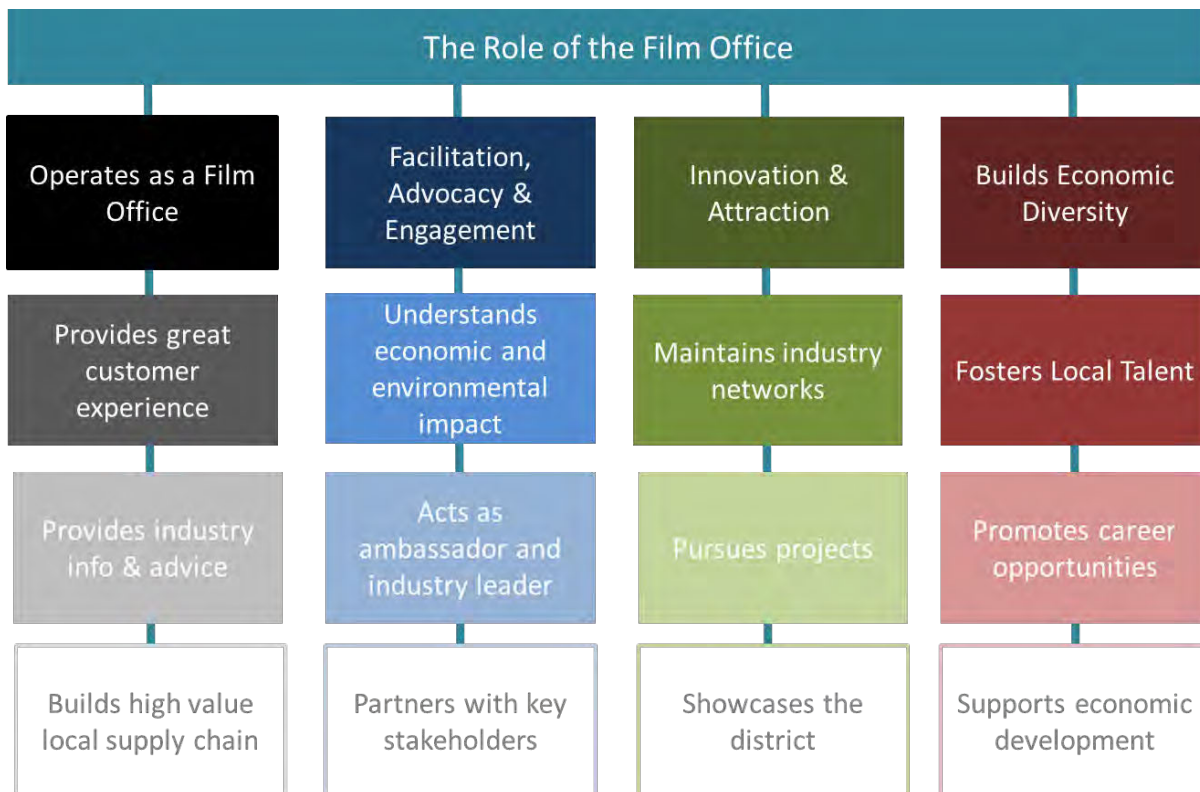 The Role of the Film Office
Operates as a Film
Office
Provides great
customer
experience
Provides industry
info & advice
Builds high value
local supply chain
Facilitation,
Advocacy &
Engagement
Understands
economic and
environmental
impact
Acts as
ambassador and
industry leader
Partners with key
stakeholders
Innovation &
Attraction
Maintains industry
networks
Pursues projects
Showcases the
district
Builds Economic
Diversity
Fosters Local Talent
Promotes career
opportunities
Supports economic
development